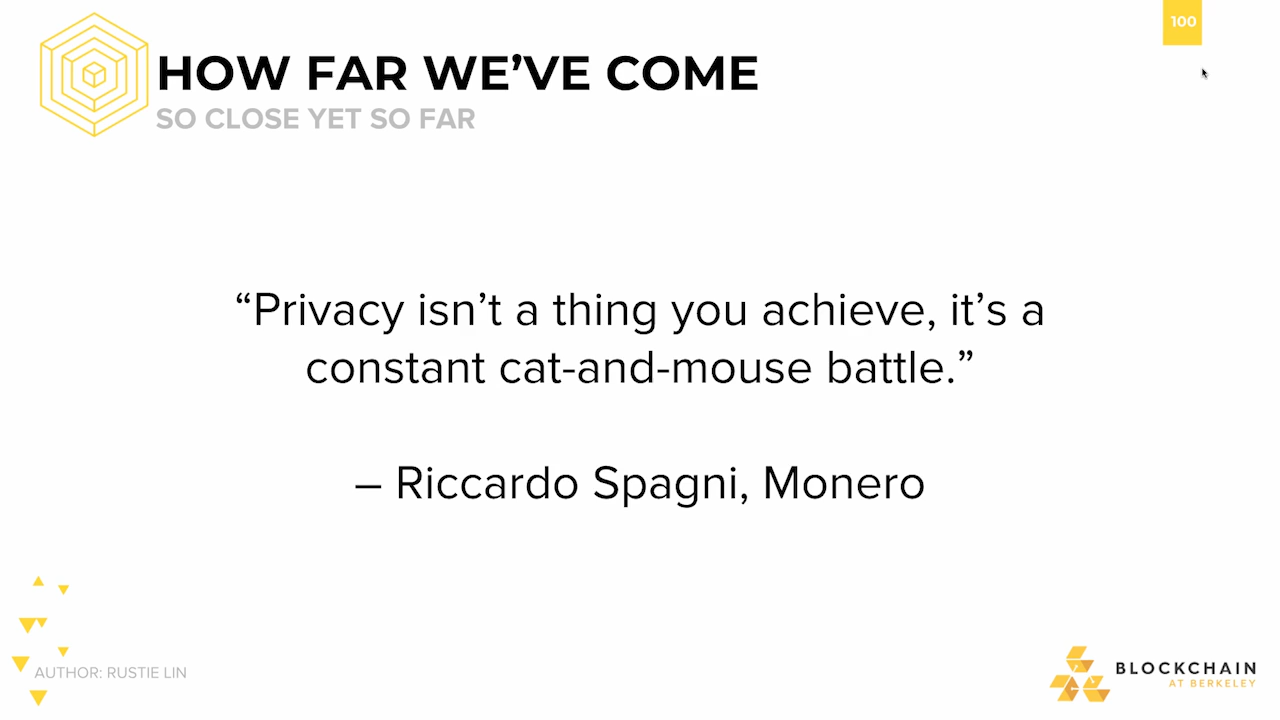 100
HOW FAR WE’VE COME
SO CLOSE YET SO FAR
“Privacy isn’t a thing you achieve, it’s a
constant cat-and-mouse battle.”
– Riccardo Spagni, Monero
AUTHOR: RUSTIE LIN
BLOCKCHAIN
AT BERKELEY